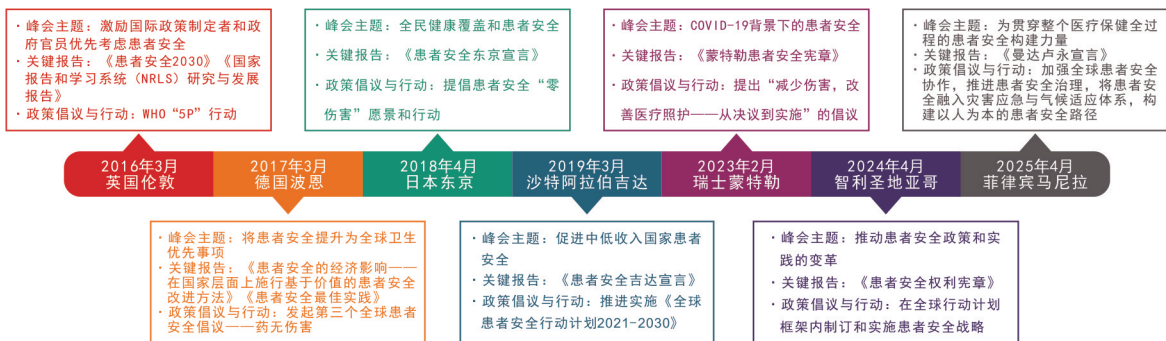 · 峰会主题：激励国际政策制定者和政
府官员优先考虑患者安全
· 关键报告：《患者安全2030》《国家
报告和学习系统（NRLS）研究与发展
报告》
· 政策倡议与行动：WHO“5P”行动
· 峰会主题：全民健康覆盖和患者安全
· 关键报告：《患者安全东京宣言》
· 政策倡议与行动：提倡患者安全“零
伤害”愿景和行动
· 峰会主题：COVID-19背景下的患者安全
· 关键报告：《蒙特勒患者安全宪章》
· 政策倡议与行动：提出“减少伤害，改
善医疗照护——从决议到实施”的倡议
· 峰会主题：为贯穿整个医疗保健全过
程的患者安全构建力量
· 关键报告：《曼达卢永宣言》
· 政策倡议与行动：加强全球患者安全
协作，推进患者安全治理，将患者安
全融入灾害应急与气候适应体系，构
建以人为本的患者安全路径
2016年3月
英国伦敦
2017年3月
德国波恩
2018年4月
日本东京
2019年3月
沙特阿拉伯吉达
2023年2月
瑞士蒙特勒
2024年4月
智利圣地亚哥
2025年4月
菲律宾马尼拉
· 峰会主题：将患者安全提升为全球卫生
优先事项
· 关键报告：《患者安全的经济影响——
在国家层面上施行基于价值的患者安全
改进方法》《患者安全最佳实践》
· 政策倡议与行动：发起第三个全球患者
安全倡议——药无伤害
· 峰会主题：促进中低收入国家患者
安全
· 关键报告：《患者安全吉达宣言》
· 政策倡议与行动：推进实施《全球
患者安全行动计划2021-2030》
· 峰会主题：推动患者安全政策和实
践的变革
· 关键报告：《患者安全权利宪章》
· 政策倡议与行动：在全球行动计划
框架内制订和实施患者安全战略